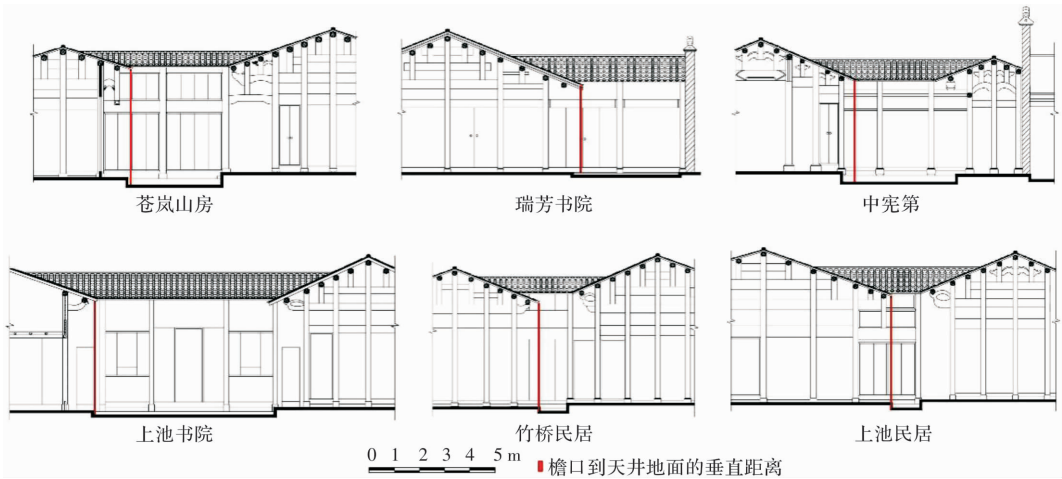 苍岚山房
瑞芳书院
中宪第
上池书院
竹桥民居
上池民居
0 1 2 3 4 5 m
檐口到天井地面的垂直距离